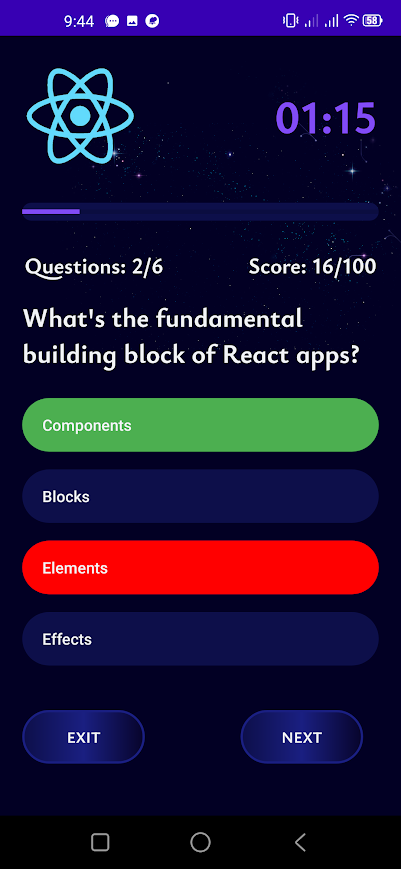 9:44 58
01:15
Questions: 2/6 Score: 16/100
What's the fundamental
building block of React apps?
Components
Blocks
Elements
Effects
EXIT NEXT